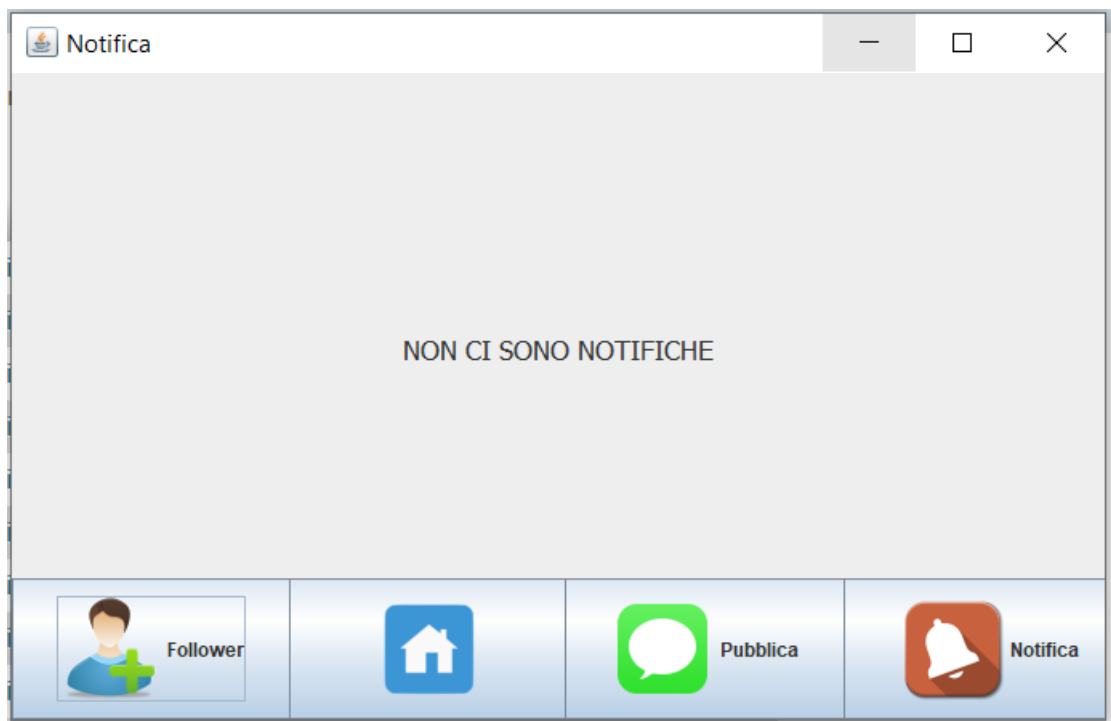 Notifica
NON CI SONO NOTIFICHE
Follower
Pubblica
Notifica